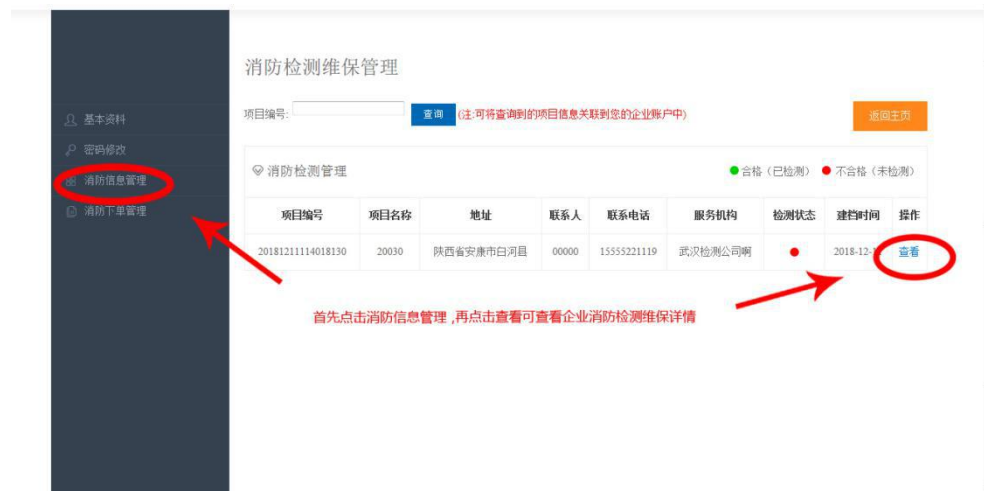 消防检测维保管理
项目编号: 查询 (注:可将查询到的项目信息关联到您的企业账户中) 返回主页
基本资料
密码修改
消防信息管理
消防下单管理
消防检测管理 合格（已检测） 不合格（未检测）
项目编号 项目名称 地址 联系人 联系电话 服务机构 检测状态 建档时间 操作
20181211114018130 20030 陕西省安康市白河县 00000 15555221119 武汉检测公司啊 2018-12- 查看
首先点击消防信息管理 ,再点击查看可查看企业消防检测维保详情